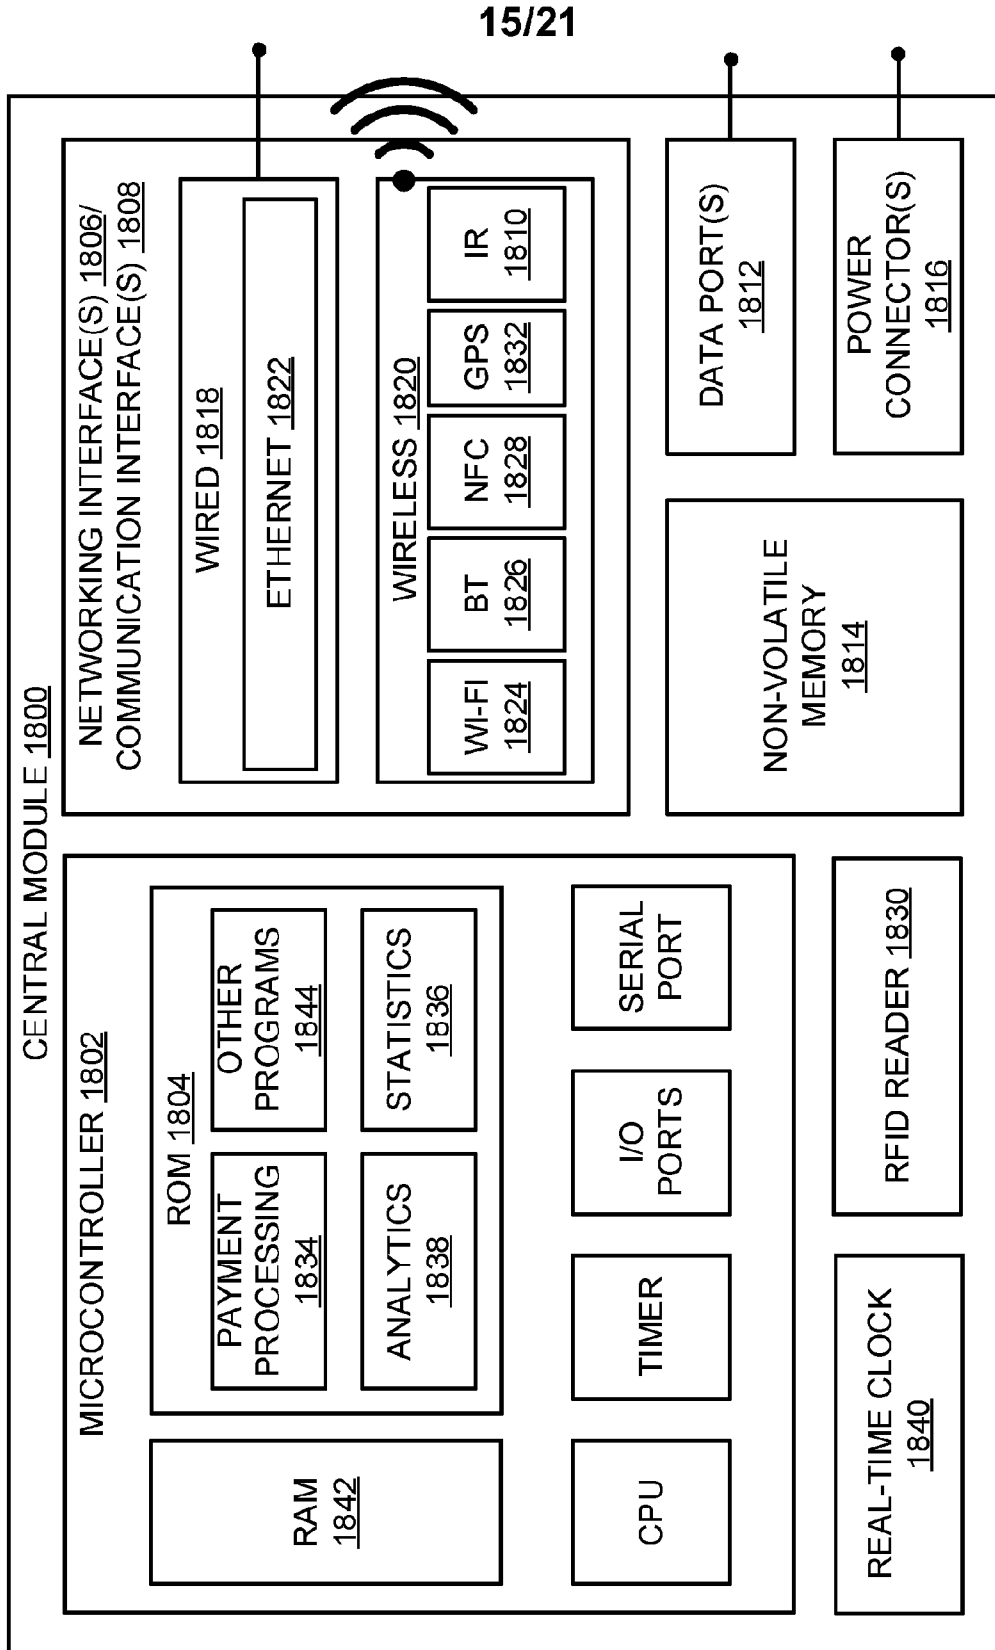 15/21
CENTRAL MODULE 1800
MICROCONTROLLER 1802
RAM
1842
ROM 1804
PAYMENT
PROCESSING
1834
OTHER
PROGRAMS
1844
ANALYTICS
1838
STATISTICS
1836
CPU
TIMER
I/O
PORTS
SERIAL
PORT
REAL-TIME CLOCK
1840
RFID READER 1830
NETWORKING INTERFACE(S) 1806/
COMMUNICATION INTERFACE(S) 1808
WIRED 1818
ETHERNET 1822
WIRELESS 1820
WI-FI
1824
BT
1826
NFC
1828
GPS
1832
IR
1810
NON-VOLATILE
MEMORY
1814
DATA PORT(S)
1812
POWER
CONNECTOR(S)
1816